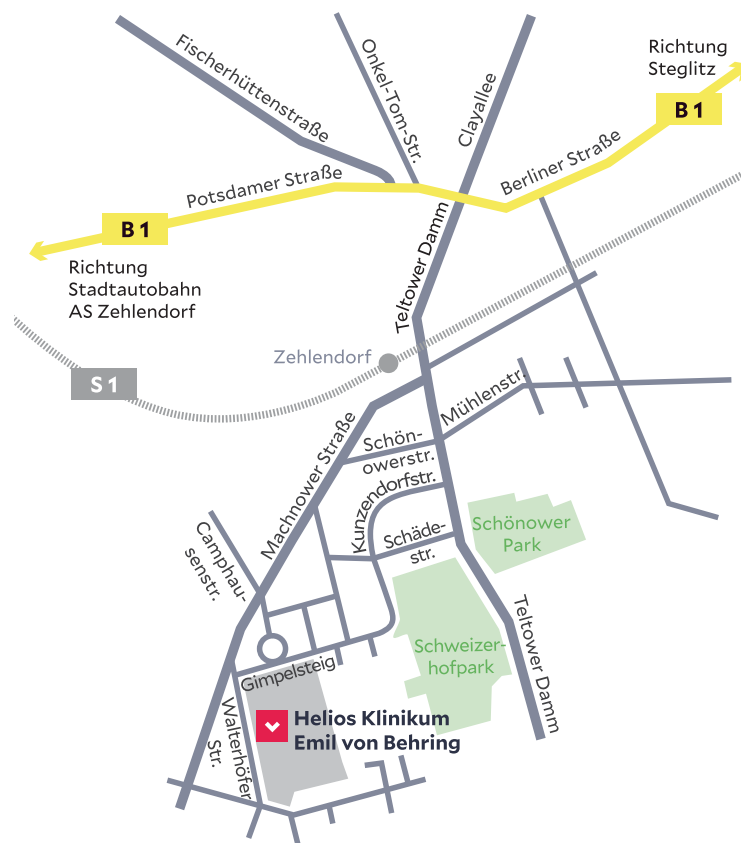 Richtung
Steglitz
B 1
Fischerhüttenstraße
Onkel-Tom-Str.
Clayallee
Berliner Straße
Potsdamer Straße
B 1
Richtung
Stadtautobahn
AS Zehlendorf
Teltower Damm
Zehlendorf
S 1
Mühlenstr.
Machnower Straße
Schön-
owerstr.
Kunzendorfstr.
Schäde-
str.
Schönower
Park
Camphau-
senstr.
Teltower Damm
Schweizer-
hofpark
Gimpelsteig
Walterhöfer
Str.
Helios Klinikum
Emil von Behring